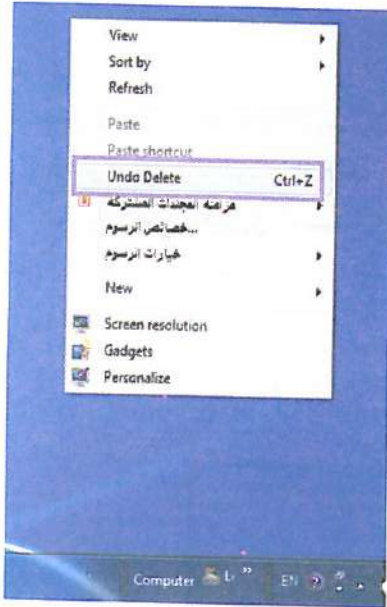 View
Sort by
Refresh
Paste
Paste shortcut
Undo Delete Ctrl+Z
مزامنة المجلدات المشتركة
خصائص الرسوم...
خيارات الرسوم
New
Screen resolution
Gadgets
Personalize
Computer »
EN